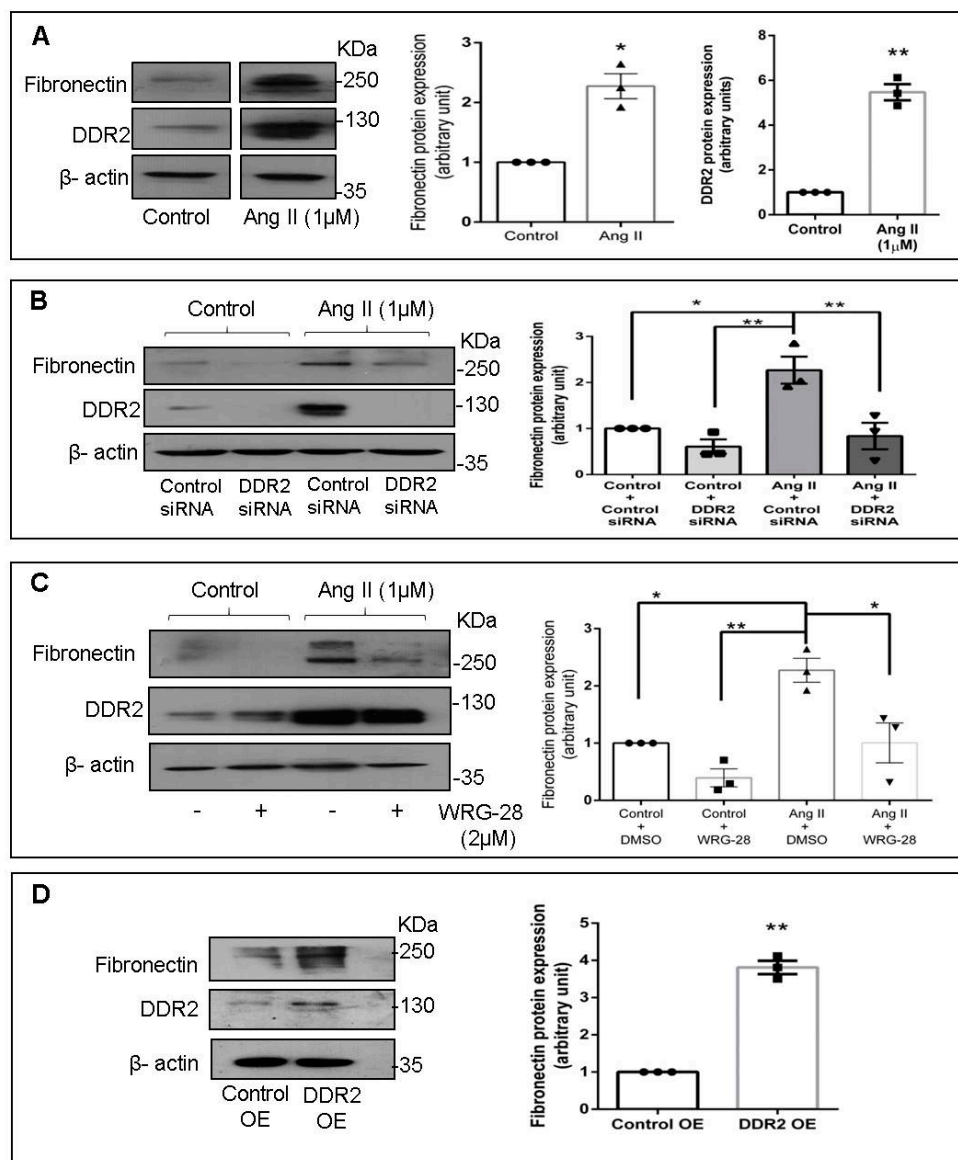 A
KDa
Fibronectin
-250
DDR2
-130
β- actin
-35
Control
Ang II (1µM)
Fibronectin protein expression
(arbitrary unit)
3
2
1
0
*
Control
Ang II
DDR2 protein expression
(arbitrary units)
8
6
4
2
0
**
Control
Ang II
(1µM)
B
Control
Ang II (1µM)
KDa
Fibronectin
-250
DDR2
-130
β- actin
-35
Control
siRNA
DDR2
siRNA
Control
siRNA
DDR2
siRNA
Fibronectin protein expression
(arbitrary unit)
3
2
1
0
*
**
**
Control
+
Control
siRNA
Control
+
DDR2
siRNA
Ang II
+
Control
siRNA
Ang II
+
DDR2
siRNA
C
Control
Ang II (1µM)
KDa
Fibronectin
-250
DDR2
-130
β- actin
-35
- + - + WRG-28
(2µM)
Fibronectin protein expression
(arbitrary unit)
3
2
1
0
*
**
*
Control
+
DMSO
Control
+
WRG-28
Ang II
+
DMSO
Ang II
+
WRG-28
D
KDa
Fibronectin
-250
DDR2
-130
β- actin
-35
Control
OE
DDR2
OE
Fibronectin protein expression
(arbitrary unit)
5
4
3
2
1
0
**
Control OE
DDR2 OE